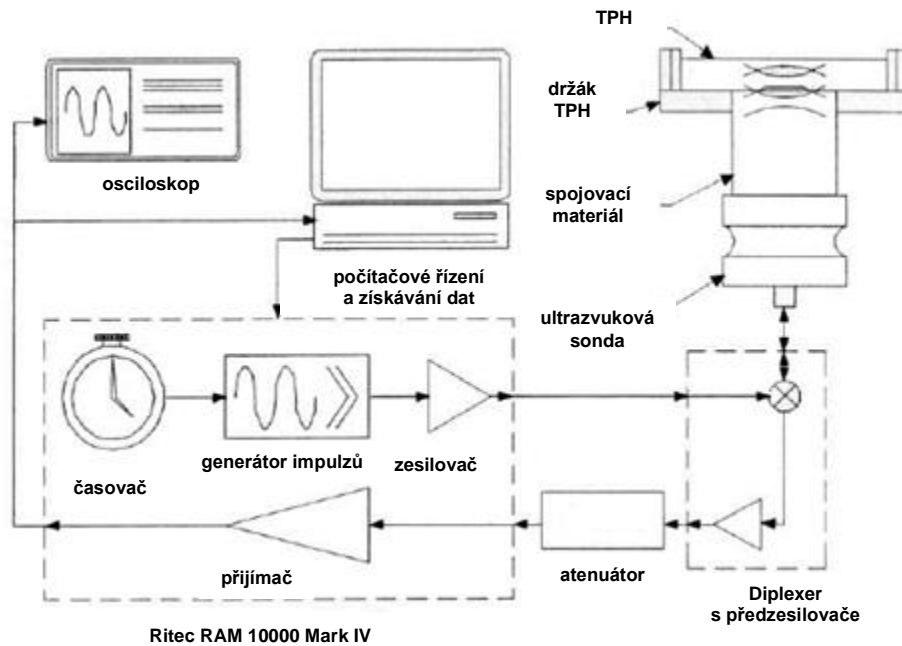 TPH
držák
TPH
osciloskop
spojovací
materiál
počítačové řízení
a získávání dat
ultrazvuková
sonda
generátor impulzů
zesilovač
časovač
přijímač
atenuátor
Diplexer
s předzesilovače
Ritec RAM 10000 Mark IV